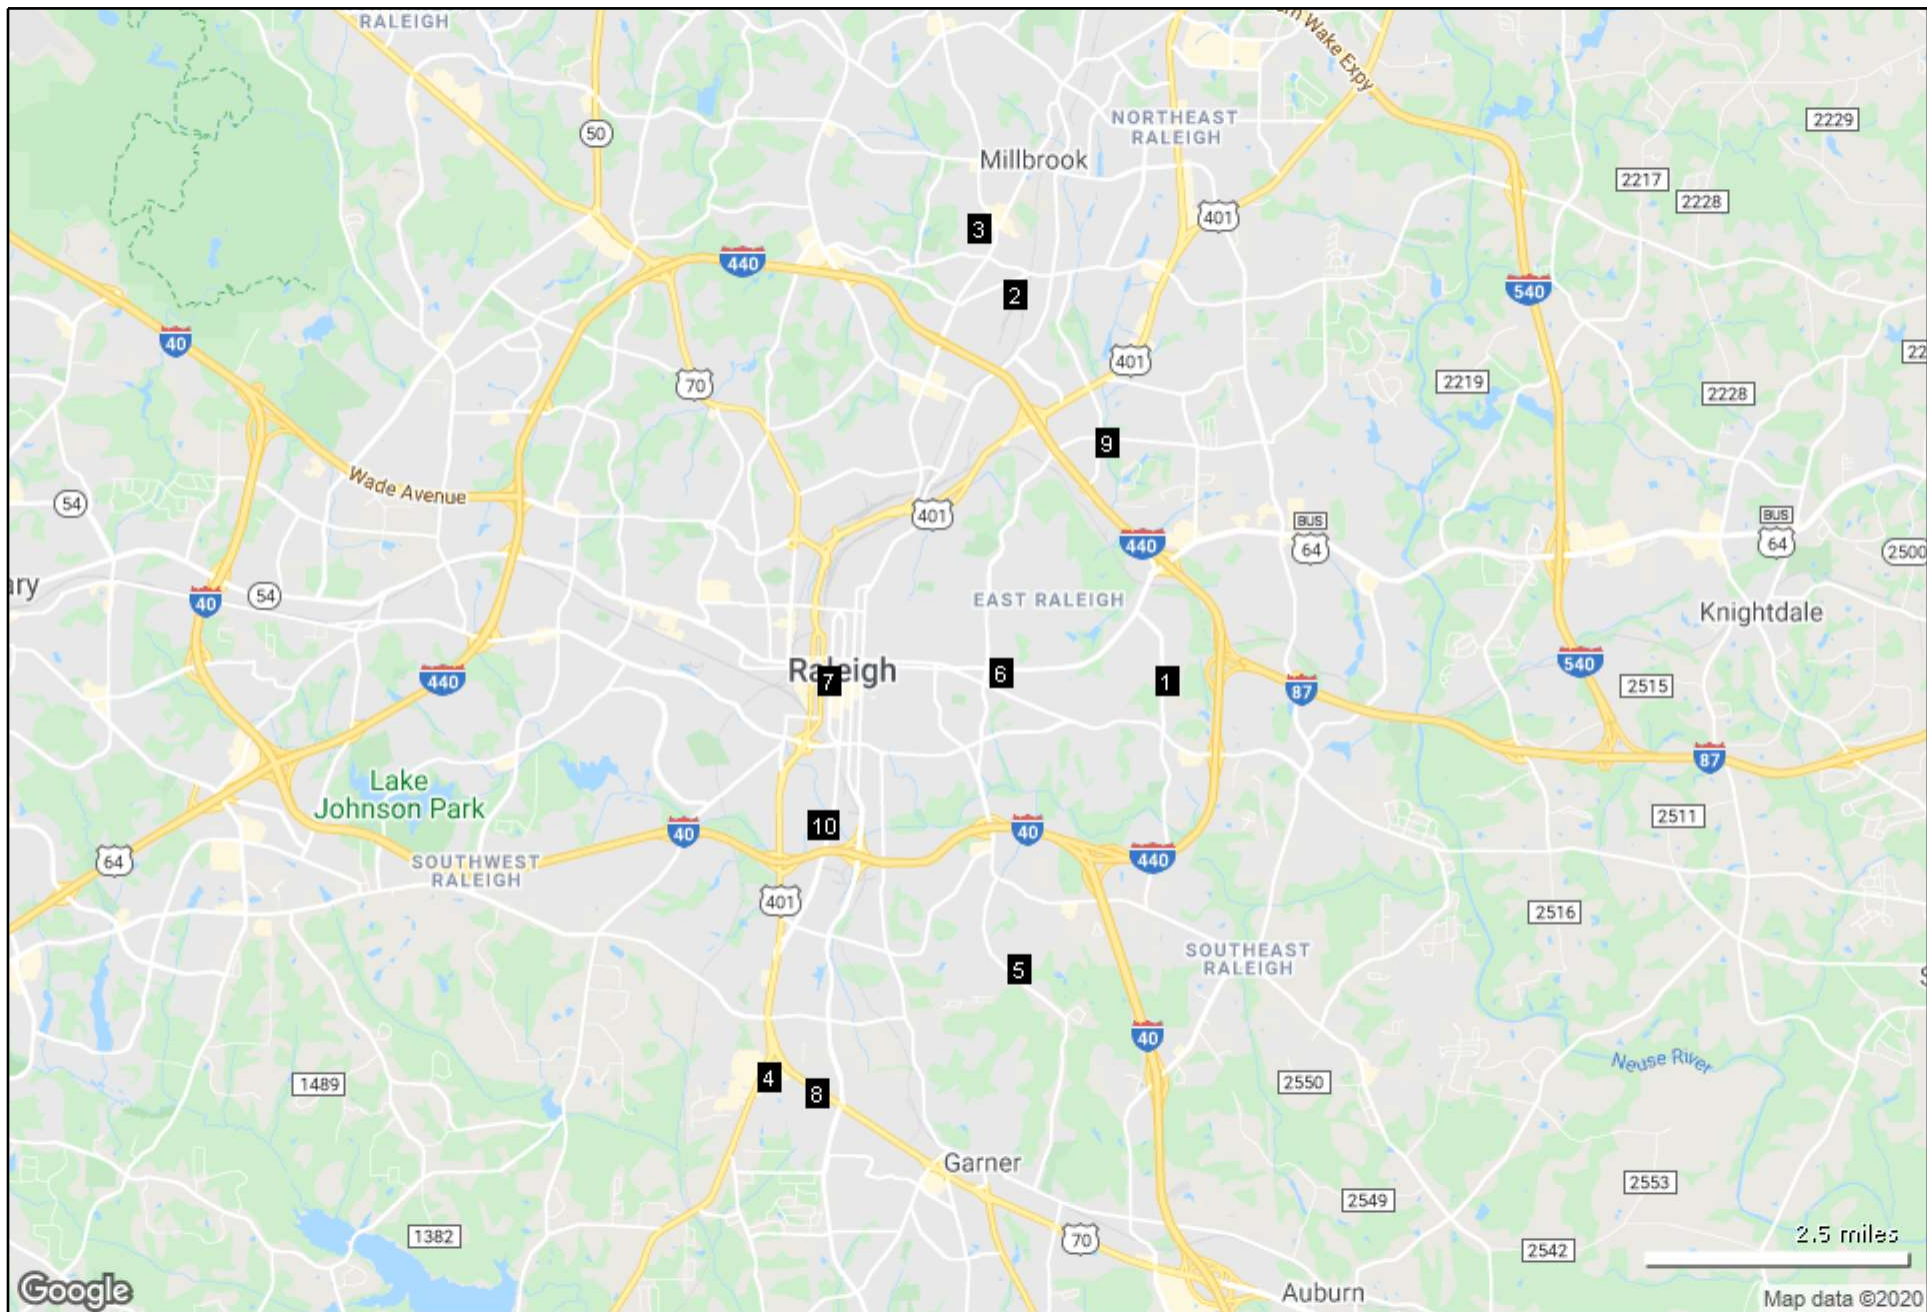 RALEIGH
rn Wake Expy
50
NORTHEAST
RALEIGH
2229
Millbrook
2217
2228
401
3
440
540
2
40
22
401
70
2219
2228
9
Wade Avenue
54
401
BUS
64
BUS
64
440
2500
ary
40
54
EAST RALEIGH
Knightdale
Raleigh
7
6
1
440
87
540
2515
87
Lake
Johnson Park
10
40
40
2511
64
SOUTHWEST
RALEIGH
440
401
2516
SOUTHEAST
RALEIGH
5
S
40
Neuse River
4
8
1489
2550
Garner
2553
2549
1382
70
2542
2.5 miles
Auburn
Google
Map data ©2020